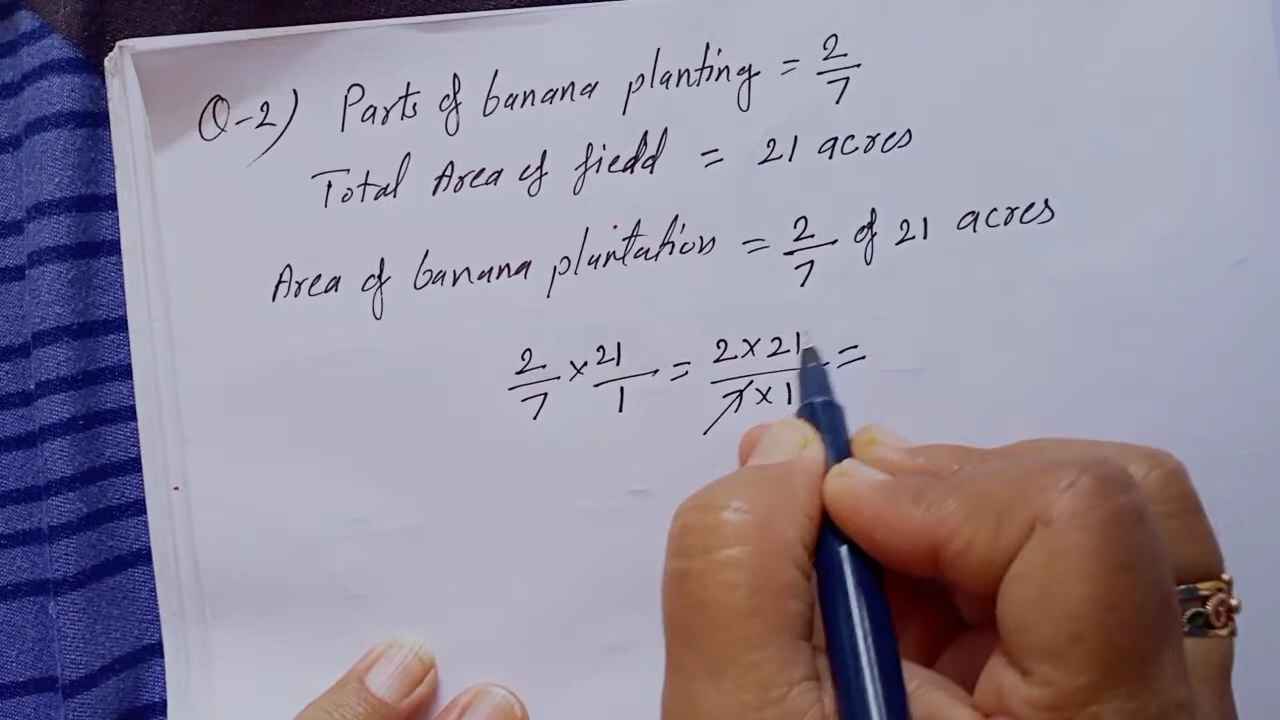 Q-2) Parts of banana planting = 2/7
Total Area of fiedd = 21 acres
Area of banana plantation = 2/7 of 21 acres
2/7 × 21/1 = 2×21/7×1 =